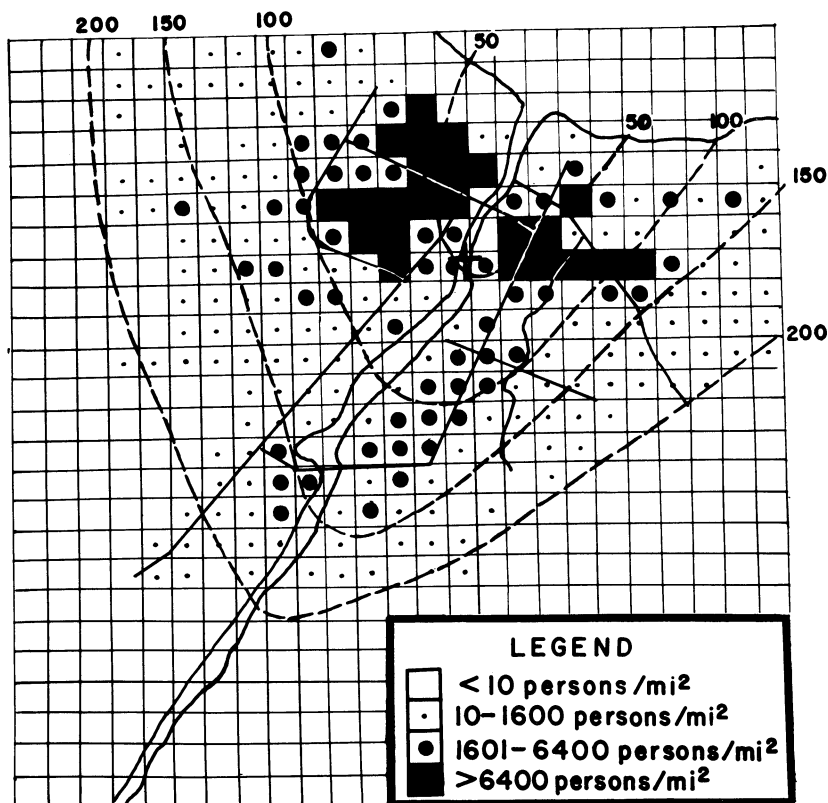 200 150 100 50
50 100
150
200
LEGEND
< 10 persons/mi²
10-1600 persons/mi²
1601-6400 persons/mi²
>6400 persons/mi²